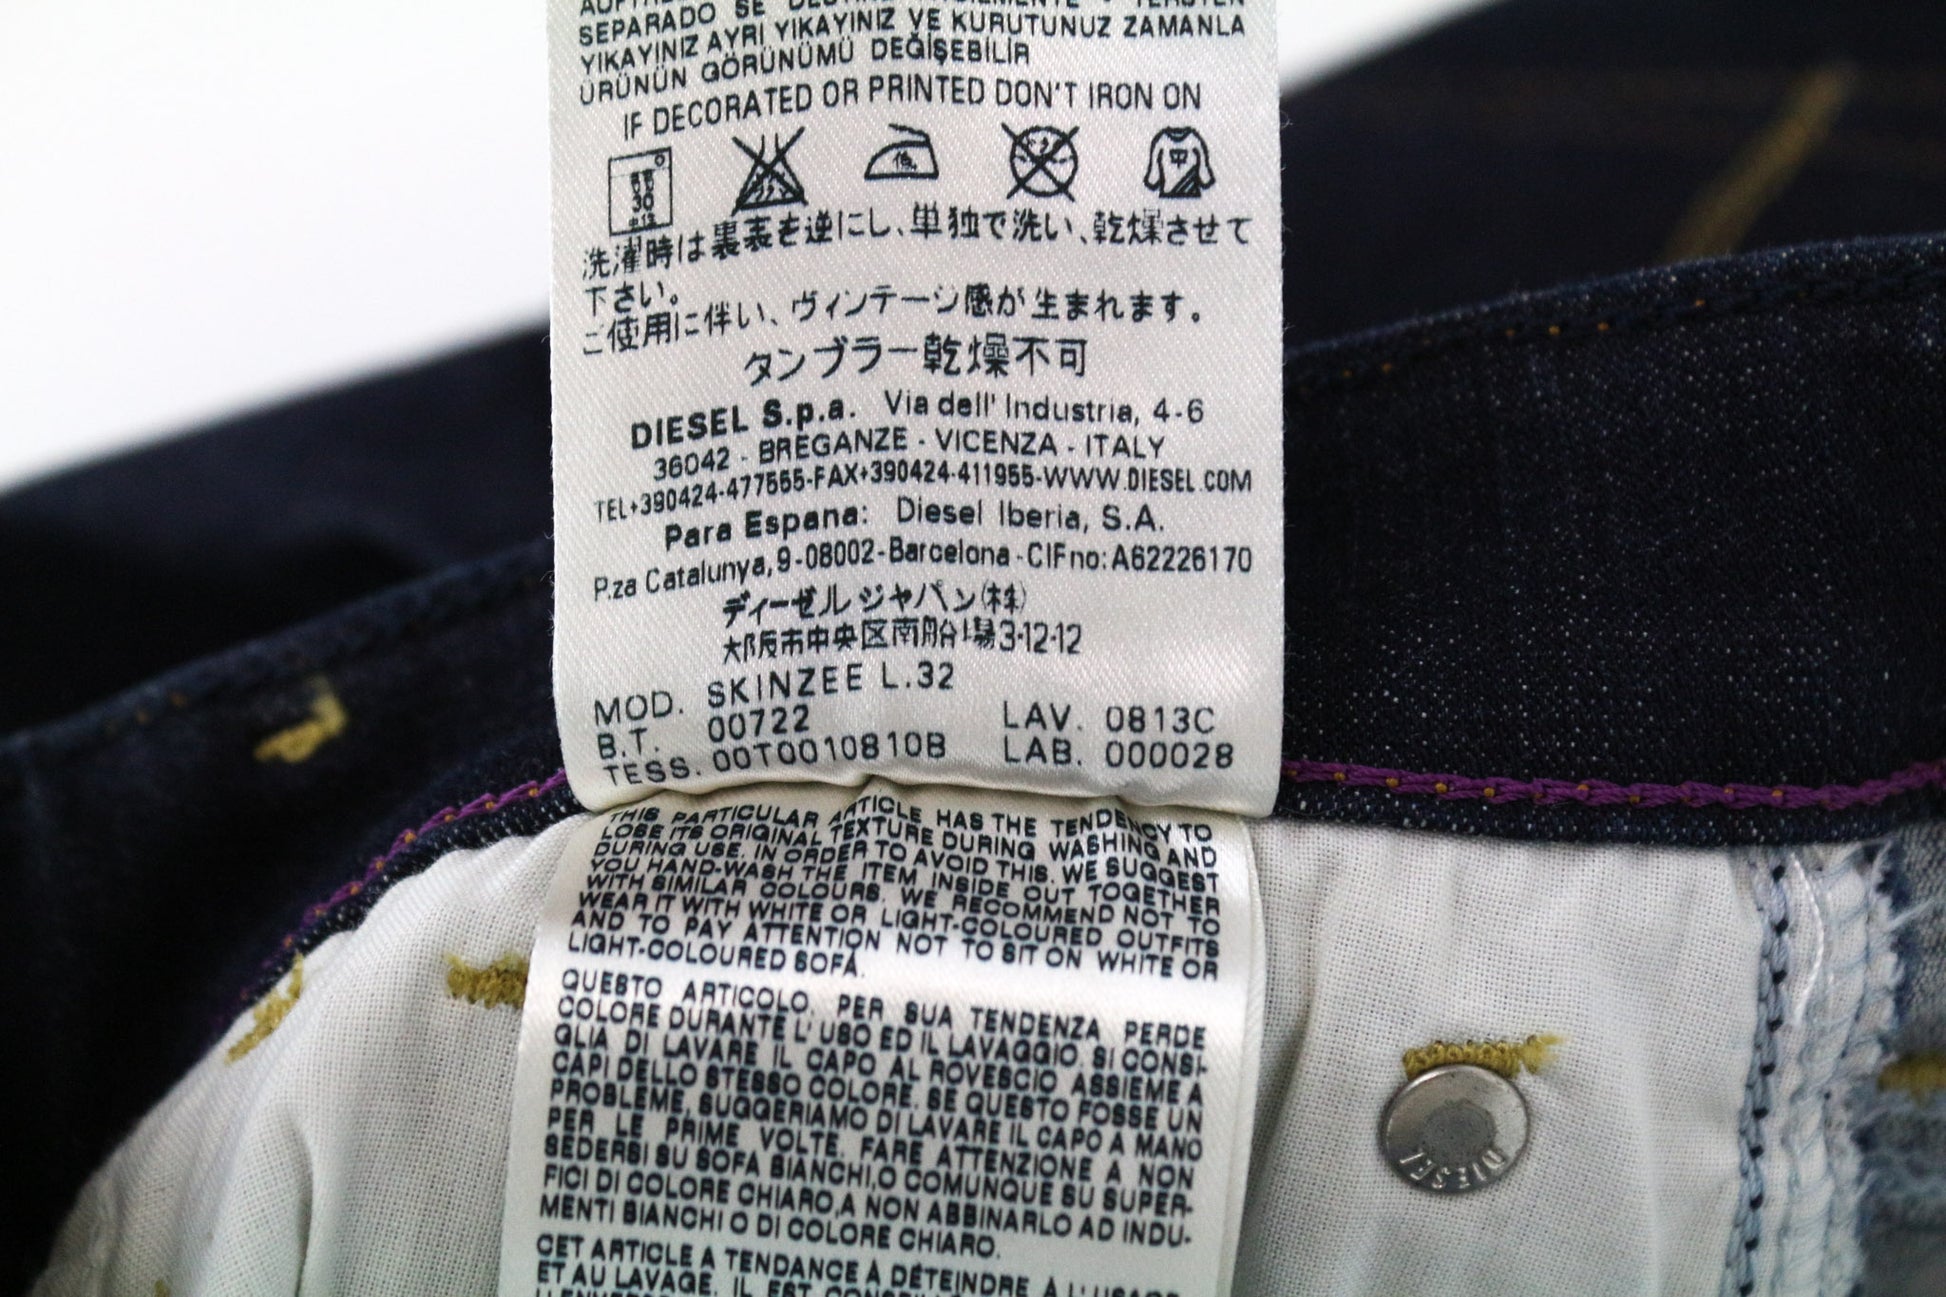 SEPARADO SE
SEPARADO YIKAYINIZ VE KURUTUNUZ ZAMANLA
YIKAYINIZ AYRI
ÜRÜNÜN GÖRÜNÜMÜ DEĞİŞEBİLİR
IF DECORATED OR PRINTED DON'T IRON ON
30
低
平
洗濯時は裏表を逆にし、単独で洗い、乾燥させて
下さい。
ご使用に伴い、ヴィンテージ感が生まれます。
タンブラー乾燥不可
DIESEL S.p.a. Via dell' Industria, 4-6
36042 - BREGANZE - VICENZA - ITALY
TEL+390424-477555-FAX+390424-411955-WWW.DIESEL.COM
Para Espana: Diesel Iberia, S.A.
P.za Catalunya, 9-08002-Barcelona-CIF no: A62226170
ディーゼル ジャパン(株)
大阪市中央区南船場3-12-12
MOD. SKINZEE L.32
B.T. 00722 LAV. 0813C
TESS. 00T0010810B LAB. 000028
THIS PARTICULAR ARTICLE HAS THE TENDENCY TO
LOSE ITS ORIGINAL TEXTURE DURING WASHING AND
DURING USE. IN ORDER TO AVOID THIS. WE SUGGEST
YOU HAND-WASH THE ITEM INSIDE OUT TOGETHER
WITH SIMILAR COLOURS. WE RECOMMEND NOT TO
WEAR IT WITH WHITE OR LIGHT-COLOURED OUTFITS
AND TO PAY ATTENTION NOT TO SIT ON WHITE OR
LIGHT-COLOURED SOFA.
QUESTO ARTICOLO. PER SUA TENDENZA PERDE
COLORE DURANTE L' USO ED IL LAVAGGIO. SI CONSI-
GLIA DI LAVARE IL CAPO AL ROVESCIO ASSIEME A
CAPI DELLO STESSO COLORE. SE QUESTO FOSSE UN
PROBLEME, SUGGERIAMO DI LAVARE IL CAPO A MANO
PER LE PRIME VOLTE. FARE ATTENZIONE A NON
SEDERSI SU SOFA BIANCHI,O COMUNQUE SU SUPER-
FICI DI COLORE CHIARO,A NON ABBINARLO AD INDU-
MENTI BIANCHI O DI COLORE CHIARO.
CET ARTICLE A TENDANCE À DÉTEINDRE À L'USAGE
ET AU LAVAGE. IL EST
DIESEL